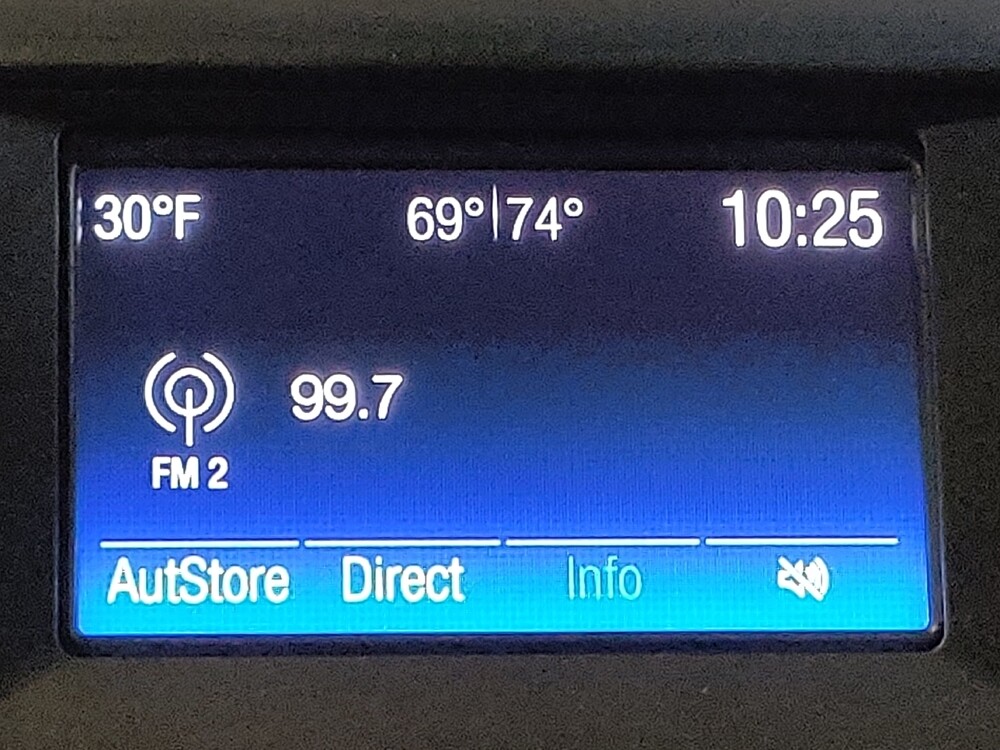 30°F 69°|74° 10:25
99.7
FM 2
AutStore Direct Info